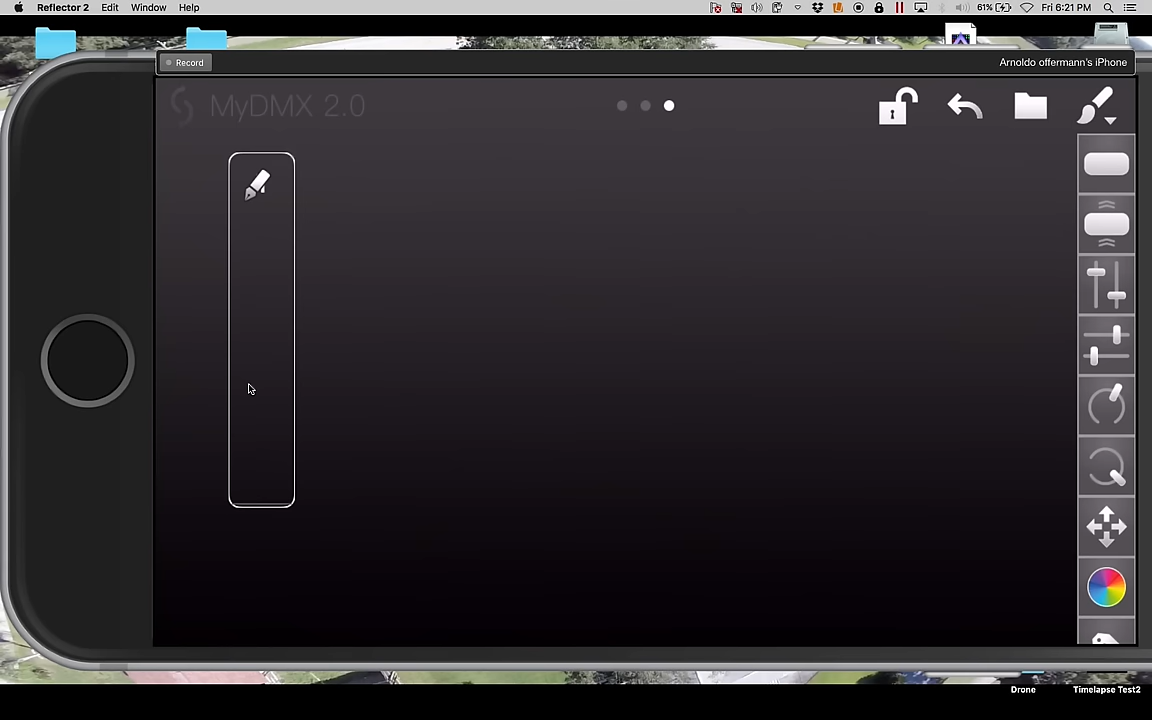 Reflector 2 Edit Window Help 61% Fri 6:21 PM
Record
Arnoldo offermann's iPhone
MyDMX 2.0
Drone Timelapse Test2